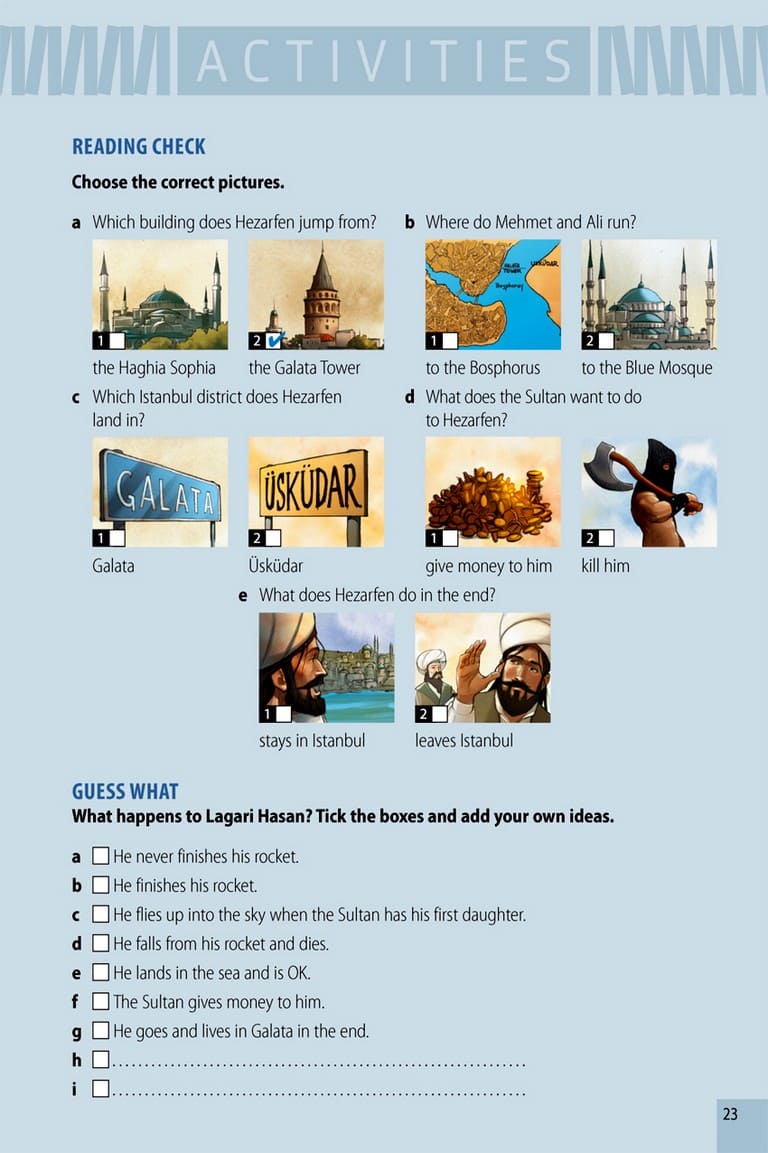 ACTIVITIES
READING CHECK
Choose the correct pictures.
a Which building does Hezarfen jump from?
1
the Haghia Sophia
2
the Galata Tower
b Where do Mehmet and Ali run?
GALATA TOWER
ÜSKÜDAR
Bosphorus
1
to the Bosphorus
2
to the Blue Mosque
c Which Istanbul district does Hezarfen
land in?
GALATA
1
Galata
ÜSKÜDAR
2
Üsküdar
d What does the Sultan want to do
to Hezarfen?
1
give money to him
2
kill him
e What does Hezarfen do in the end?
1
stays in Istanbul
2
leaves Istanbul
GUESS WHAT
What happens to Lagari Hasan? Tick the boxes and add your own ideas.
a He never finishes his rocket.
b He finishes his rocket.
c He flies up into the sky when the Sultan has his first daughter.
d He falls from his rocket and dies.
e He lands in the sea and is OK.
f The Sultan gives money to him.
g He goes and lives in Galata in the end.
h ................................................................
i ................................................................
23